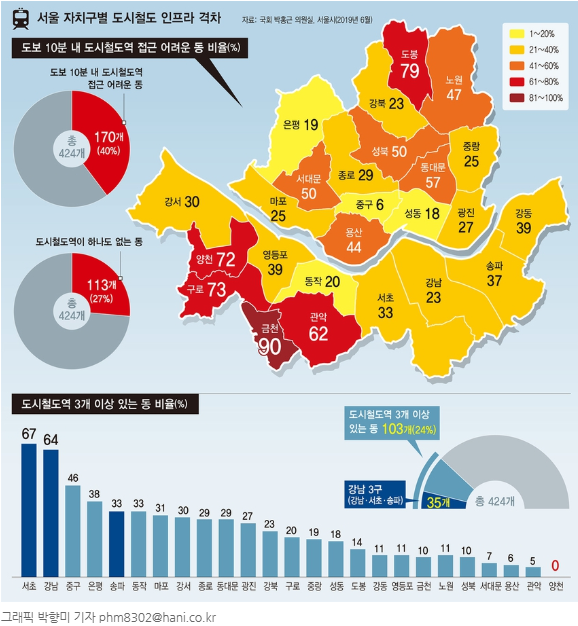 서울 자치구별 도시철도 인프라 격차
자료: 국회 박홍근 의원실, 서울시(2019년 6월)
도보 10분 내 도시철도역 접근 어려운 동 비율(%)
1~20%
21~40%
41~60%
61~80%
81~100%
도보 10분 내 도시철도역
접근 어려운 동
170개
(40%)
총
424개
도시철도역이 하나도 없는 동
113개
(27%)
총
424개
도봉
79
노원
47
강북 23
은평 19
성북 50
중랑
25
서대문
50
종로 29
동대문
57
강서 30
마포
25
중구 6
성동 18
광진
27
강동
39
용산
44
양천 72
영등포
39
구로 73
동작 20
서초
33
강남
23
송파
37
금천
90
관악
62
도시철도역 3개 이상 있는 동 비율(%)
도시철도역 3개 이상
있는 동 103개(24%)
강남 3구
(강남·서초·송파)
35개
총 424개
67 64 46 38 33 33 31 30 29 29 27 23 20 19 18 14 11 11 10 11 10 7 6 5 0
서초 강남 중구 은평 송파 동작 마포 강서 종로 동대문 광진 강북 구로 중랑 성동 도봉 강동 영등포 금천 노원 성북 서대문 용산 관악 양천
그래픽 박향미 기자 phm8302@hani.co.kr